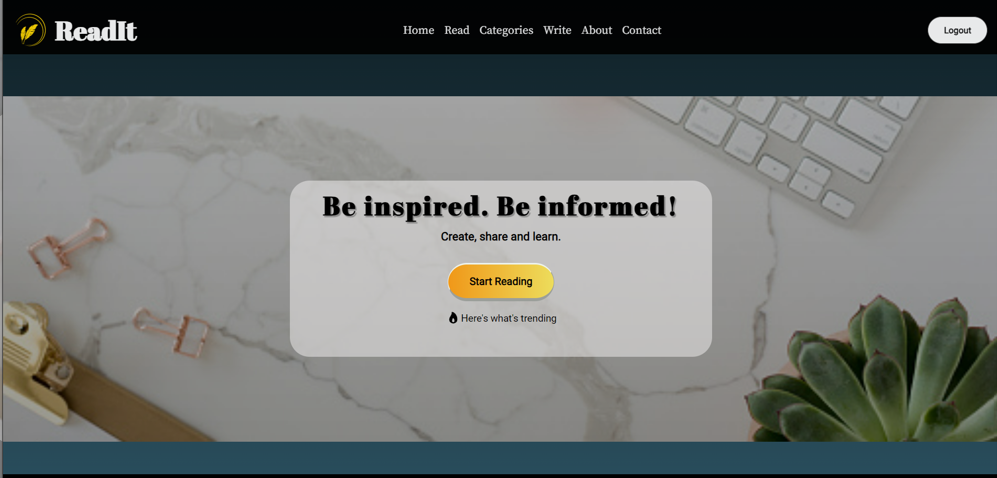 ReadIt
Home Read Categories Write About Contact
Logout
Be inspired. Be informed!
Create, share and learn.
Start Reading
Here's what's trending